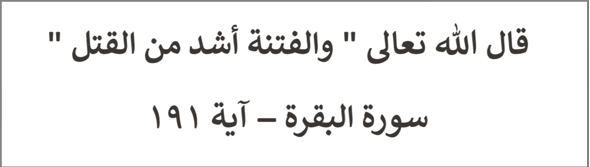 قال الله تعالى " والفتنة أشد من القتل "
سورة البقرة – آية ١٩١